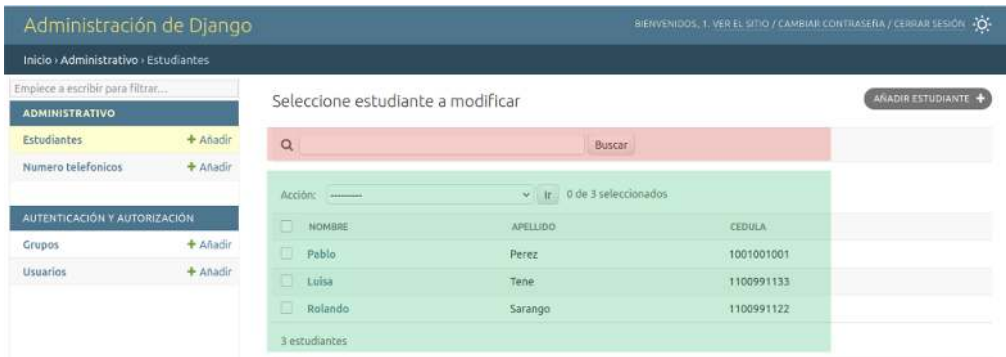 Administración de Django
BIENVENIDOS, 1. VER EL SITIO / CAMBIAR CONTRASEÑA / CERRAR SESIÓN
Inicio › Administrativo › Estudiantes
Empiece a escribir para filtrar...
ADMINISTRATIVO
Estudiantes + Añadir
Numero telefonicos + Añadir
AUTENTICACIÓN Y AUTORIZACIÓN
Grupos + Añadir
Usuarios + Añadir
Seleccione estudiante a modificar
AÑADIR ESTUDIANTE +
Buscar
Acción: --------- Ir 0 de 3 seleccionados
NOMBRE APELLIDO CEDULA
Pablo Perez 1001001001
Luisa Tene 1100991133
Rolando Sarango 1100991122
3 estudiantes